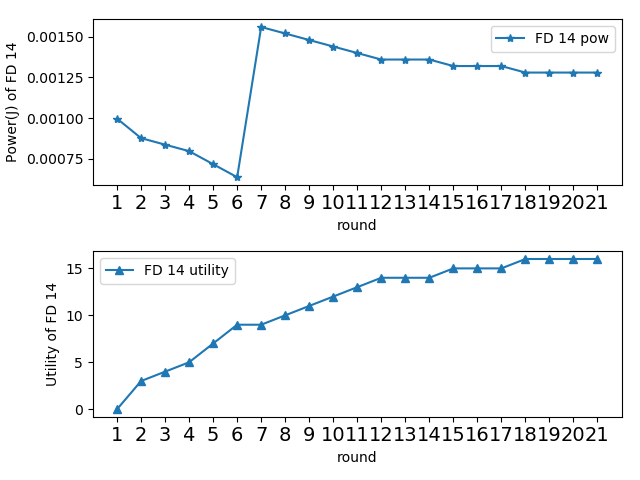 Power(J) of FD 14
0.00150
0.00125
0.00100
0.00075
FD 14 pow
1 2 3 4 5 6 7 8 9 10 11 12 13 14 15 16 17 18 19 20 21
round
Utility of FD 14
15
10
5
0
FD 14 utility
1 2 3 4 5 6 7 8 9 10 11 12 13 14 15 16 17 18 19 20 21
round